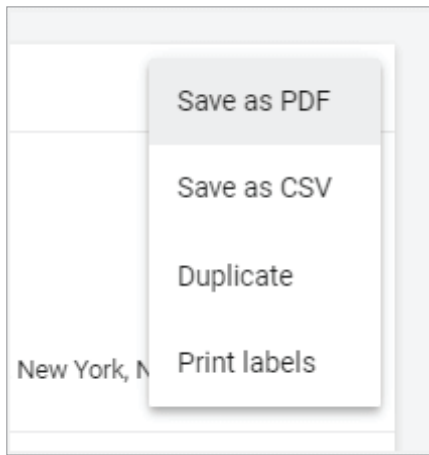 Save as PDF
Save as CSV
Duplicate
Print labels
New York,